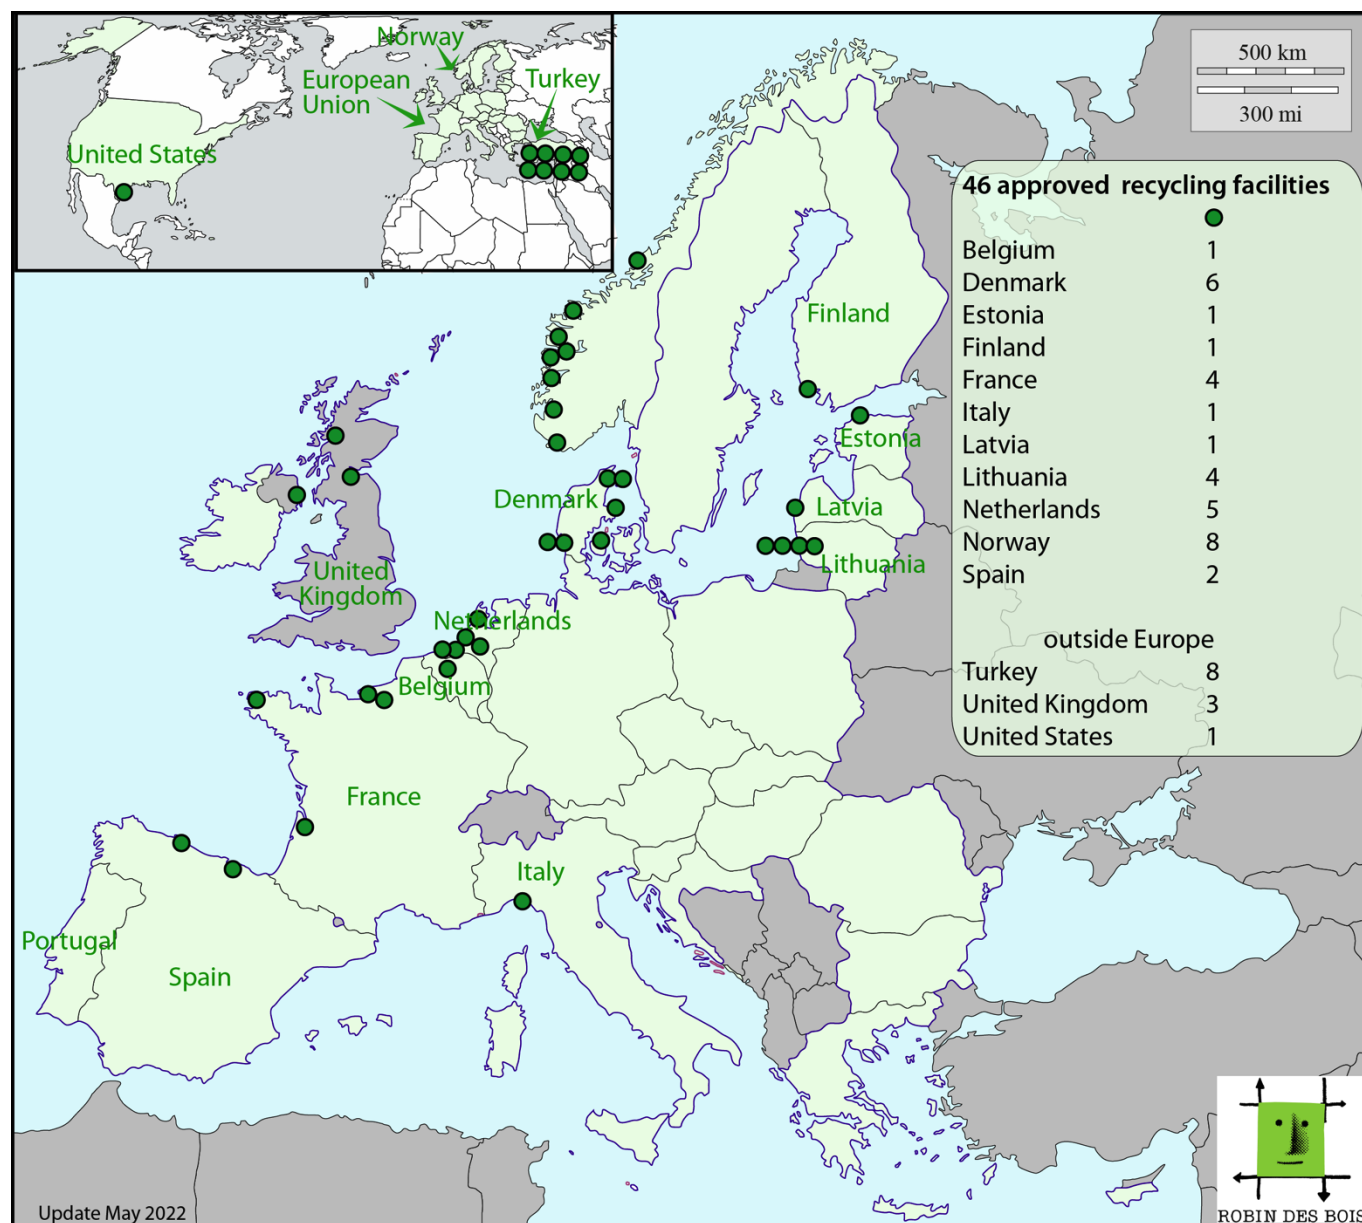 Norway
European
Union
Turkey
United States
500 km
300 mi
46 approved recycling facilities
Belgium 1
Denmark 6
Estonia 1
Finland 1
France 4
Italy 1
Latvia 1
Lithuania 4
Netherlands 5
Norway 8
Spain 2
outside Europe
Turkey 8
United Kingdom 3
United States 1
Finland
Estonia
Denmark
Latvia
Lithuania
United
Kingdom
Netherlands
Belgium
France
Italy
Portugal
Spain
Update May 2022
ROBIN DES BOIS